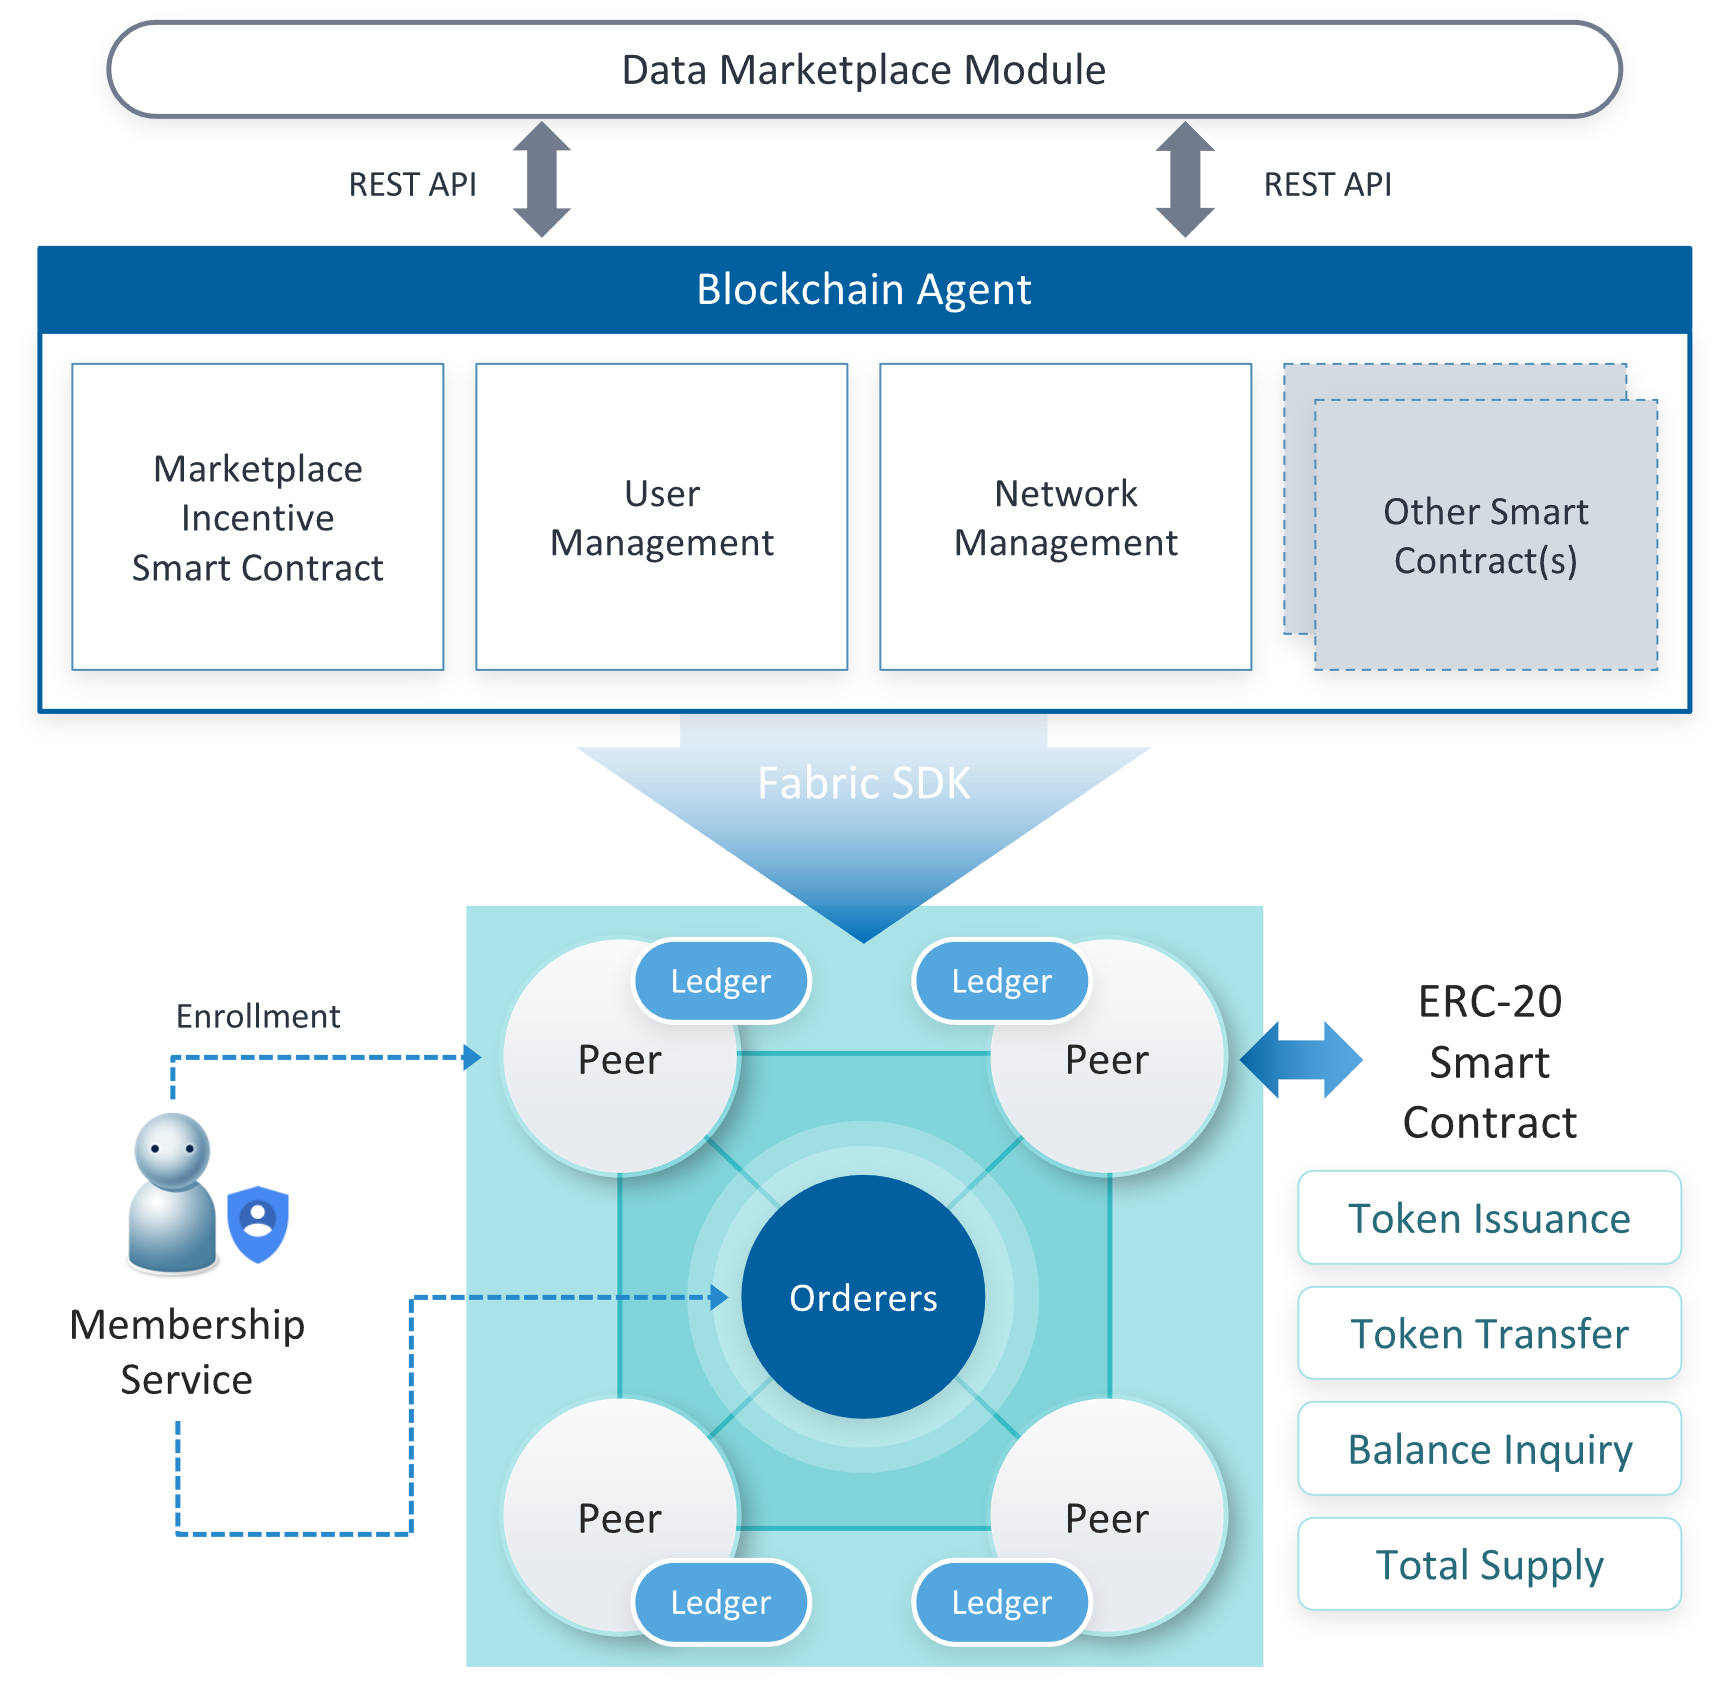 Data Marketplace Module
REST API
REST API
Blockchain Agent
Marketplace
Incentive
Smart Contract
User
Management
Network
Management
Other Smart
Contract(s)
Fabric SDK
Ledger
Ledger
Peer
Peer
Enrollment
ERC-20
Smart
Contract
Token Issuance
Token Transfer
Balance Inquiry
Total Supply
Orderers
Membership
Service
Peer
Peer
Ledger
Ledger